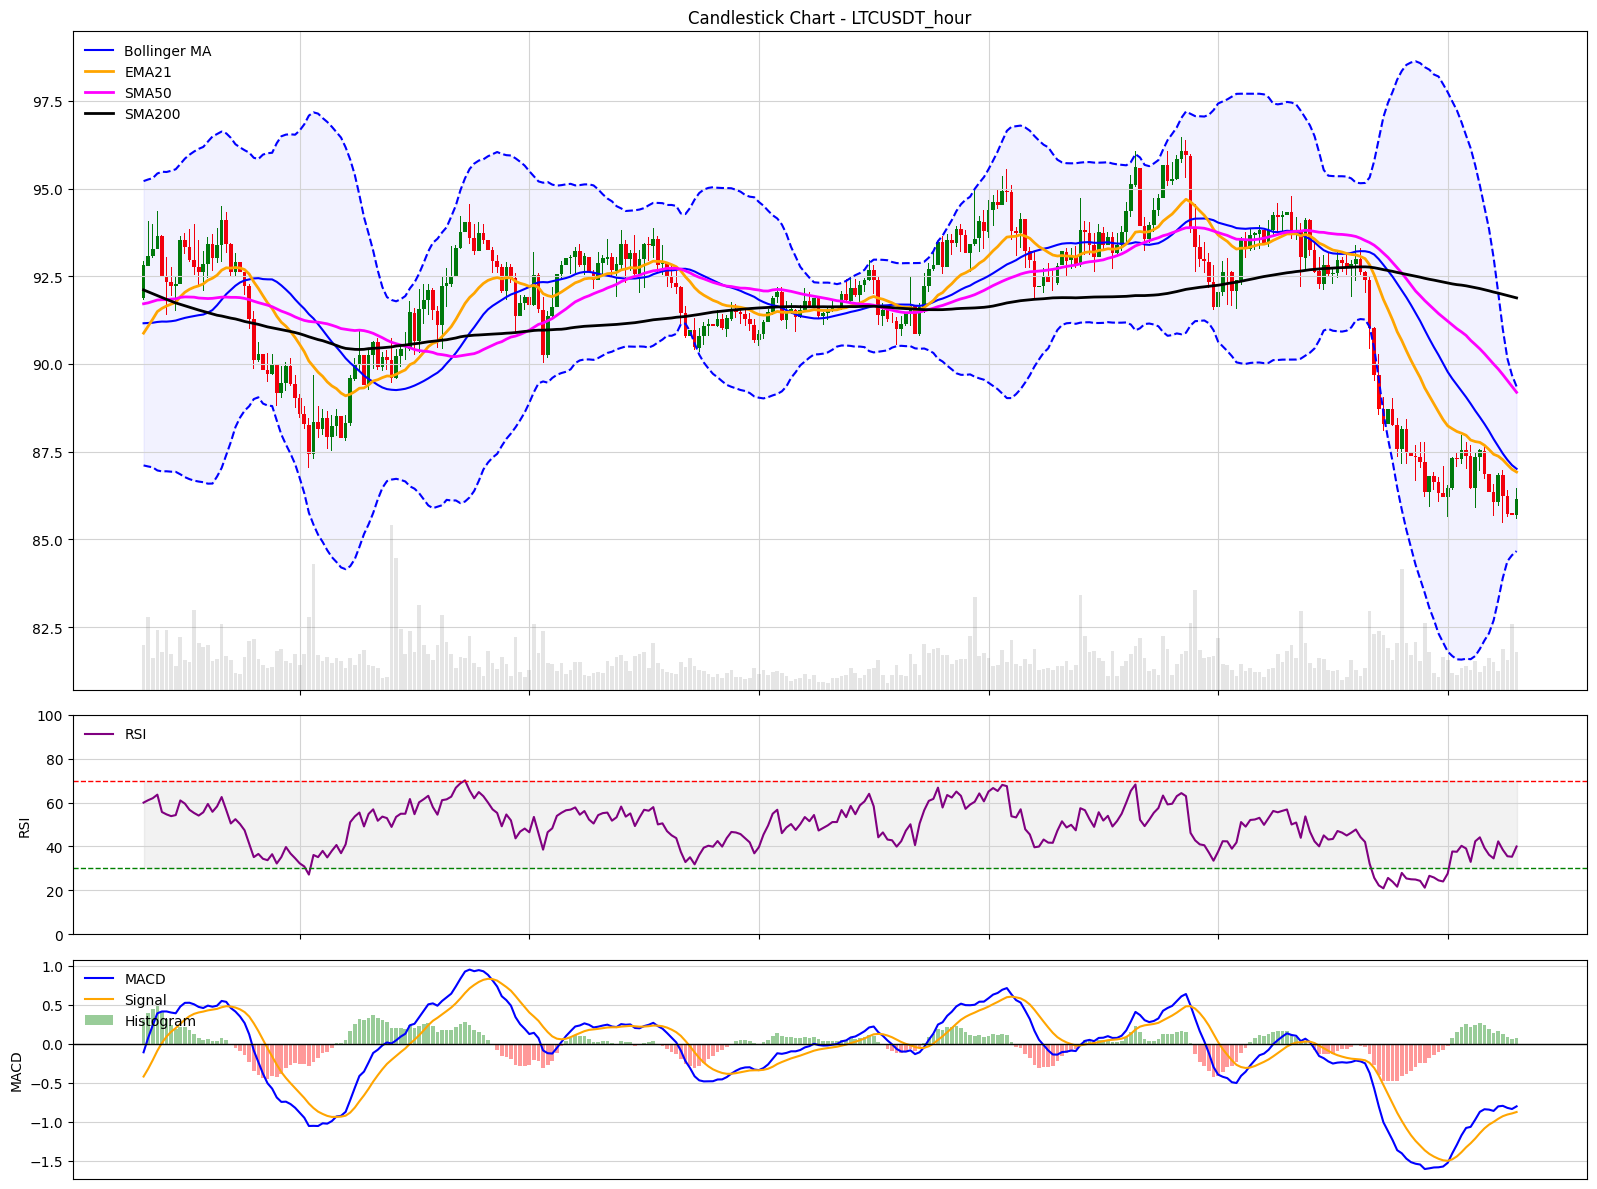 Candlestick Chart - LTCUSDT_hour
Bollinger MA
EMA21
SMA50
SMA200
97.5
95.0
92.5
90.0
87.5
85.0
82.5
RSI
100
80
60
40
20
0
RSI
MACD
Signal
Histogram
1.0
0.5
0.0
−0.5
−1.0
−1.5
MACD